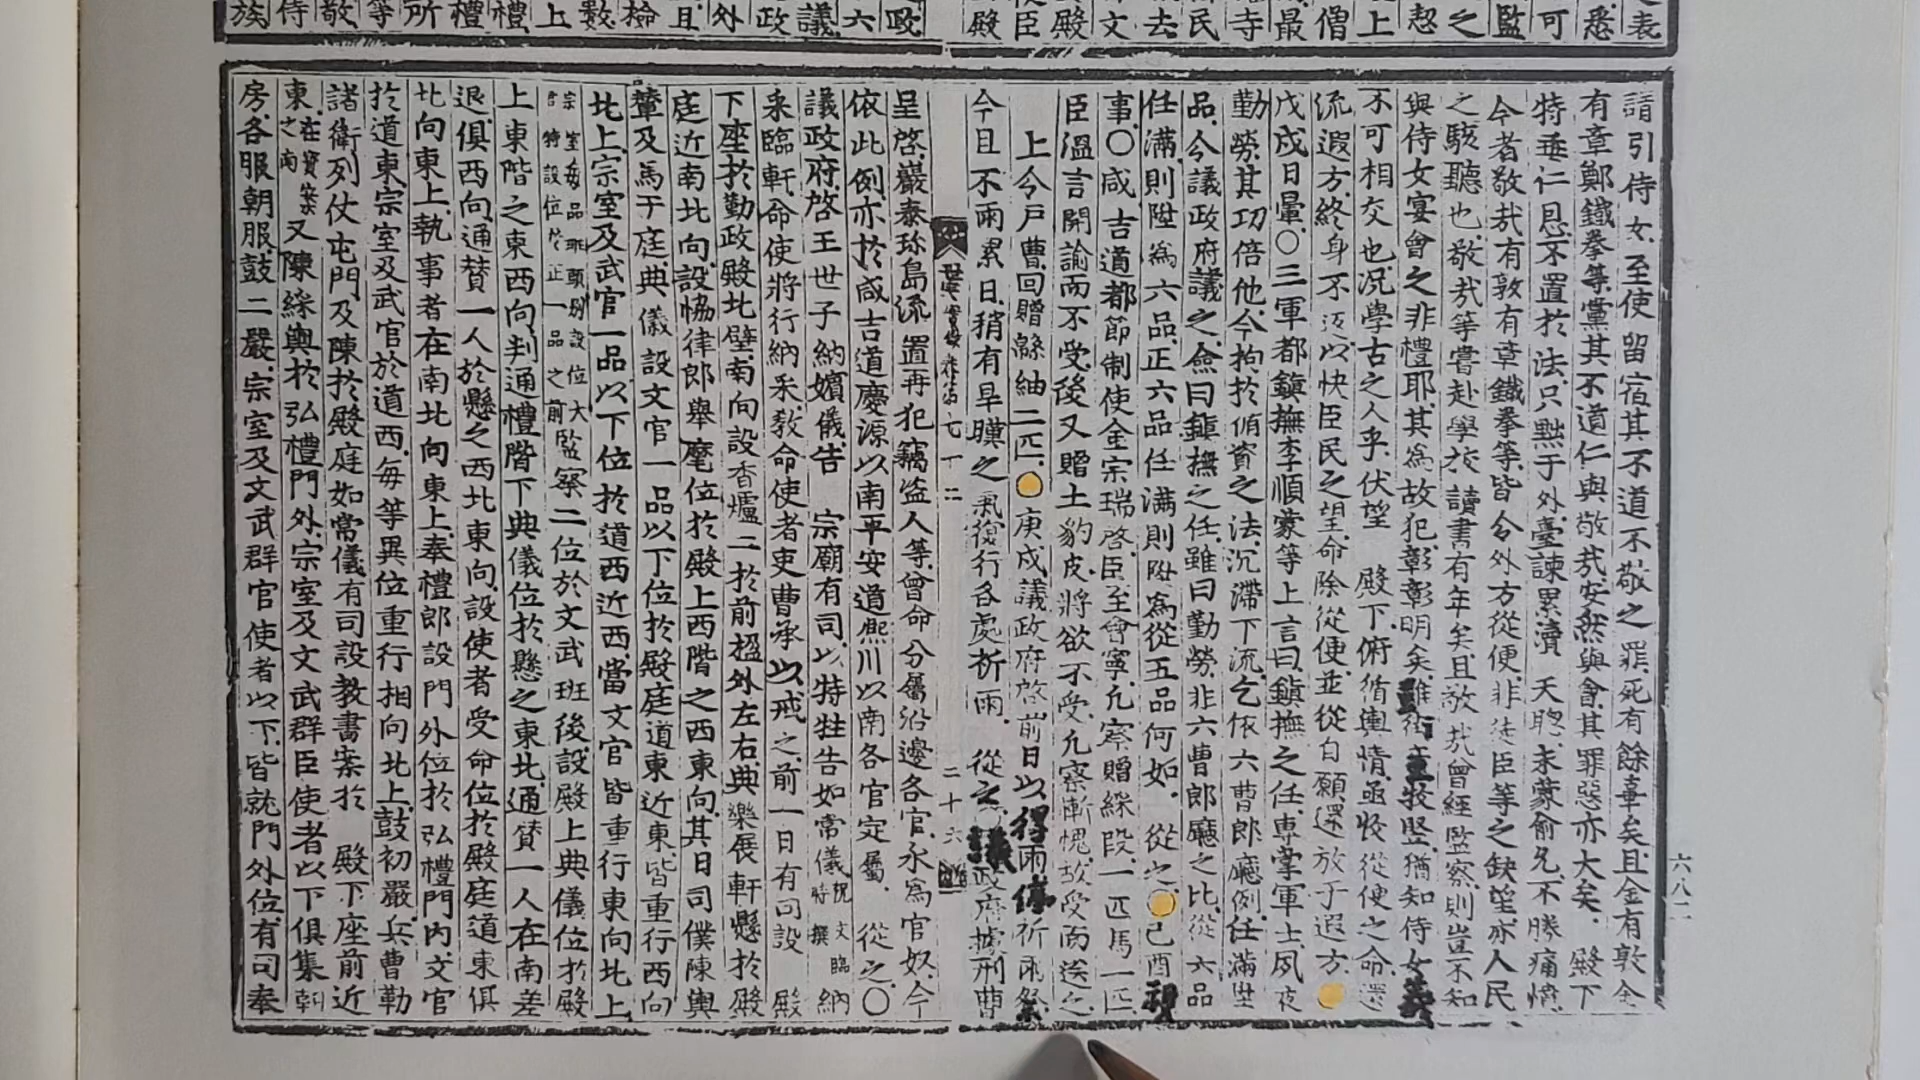 請引侍女至使留宿其不道不敬之罪死有餘辜矣且金有敦金
有章鄭鐵拳等黨其不道仁與敬哉安然與會其罪惡亦大矣殿下
特垂仁恩不置於法只黜于外臺諫累瀆天聰未蒙俞允不勝痛憤
今者敬哉有敦有章鐵拳等皆令外方從便非徒臣等之缺望亦人民
之駭聽也敬哉等嘗赴學校讀書有年矣且敬哉曾經監察則豈不知
與侍女宴會之非禮耶其爲故犯彰彰明矣雖街童牧竪猶知侍女義
不可相交也况學古之人乎伏望殿下俯循輿情亟收從便之命還
流遐方終身不返以快臣民之望命除從便並從自願還放于遐方
戊戌日暈○三軍都鎭撫李順蒙等上言曰鎭撫之任專掌軍士夙夜
勤勞其功倍他今拘於循資之法沉滯下流乞依六曹郎廳例任滿陞
品令議政府議之僉曰鎭撫之任雖曰勤勞非六曹郎廳之比從六品
任滿則陞爲六品正六品任滿則陞爲從五品何如從之○己酉視
事○咸吉道都節制使金宗瑞啓臣至會寧凡察贈綵段一匹馬一匹
臣溫言開諭而不受後又贈土豹皮將欲不受凡察慚愧故受而送之
上令戶曹回贈緜紬二匹○庚戌議政府啓前日以得雨停祈雨祭
今且不雨累日稍有旱暵之氣復行各處祈雨從之議政府據刑曹
二十六
呈啓嚴泰珍島流置再犯竊盜人等曾命分屬沿邊各官永爲官奴今
依此例亦於咸吉道慶源以南平安道熙川以南各官定屬從之○
議政府啓王世子納嬪儀告宗廟有司以特牲告如常儀祝文臨時撰納
采臨軒命使將行納采敎命使者吏曹承以戒之前一日有司設殿
下座於勤政殿北壁南向設香爐二於前楹外左右典樂展軒懸於殿
庭近南北向設協律郎擧麾位於殿上西階之西東向其日司僕陳輿
輦及馬于庭典儀設文官一品以下位於殿庭道東近東皆重行西向
北上宗室及武官一品以下位於道西近西當文官皆重行東向北上
宗室每品班頭別設位大君特設位於正一品之前監察二位於文武班後設殿上典儀位於殿
上東階之東西向判通禮階下典儀位於懸之東北通贊一人在南差
退俱西向通贊一人於懸之西北東向設使者受命位於殿庭道東俱
北向東上執事者在南北向東上奉禮郎設門外位於弘禮門內文官
於道東宗室及武官於道西每等異位重行相向北上鼓初嚴兵曹勒
諸衛列仗屯門及陳於殿庭如常儀有司設教書案於殿下座前近
東在寶案之南又陳綵輿於弘禮門外宗室及文武群臣使者以下俱集朝
房各服朝服鼓二嚴宗室及文武群官使者以下皆就門外位有司奉
六八二